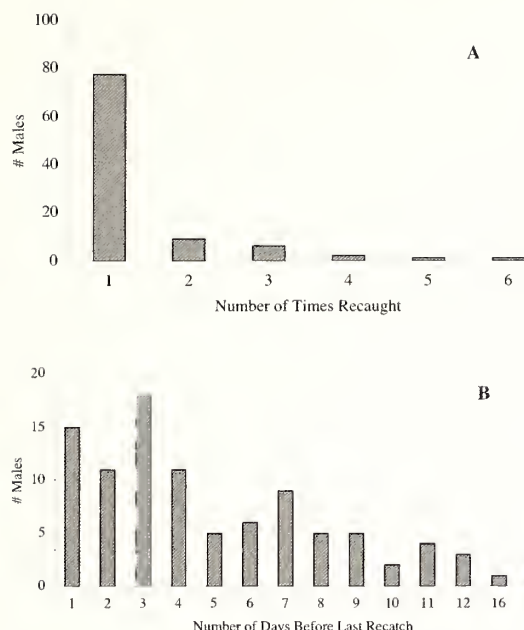 100
A
80
60
40
20
0
# Males
1 2 3 4 5 6
Number of Times Recaught
20
B
15
10
5
0
# Males
1 2 3 4 5 6 7 8 9 10 11 12 16
Number of Days Before Last Recatch